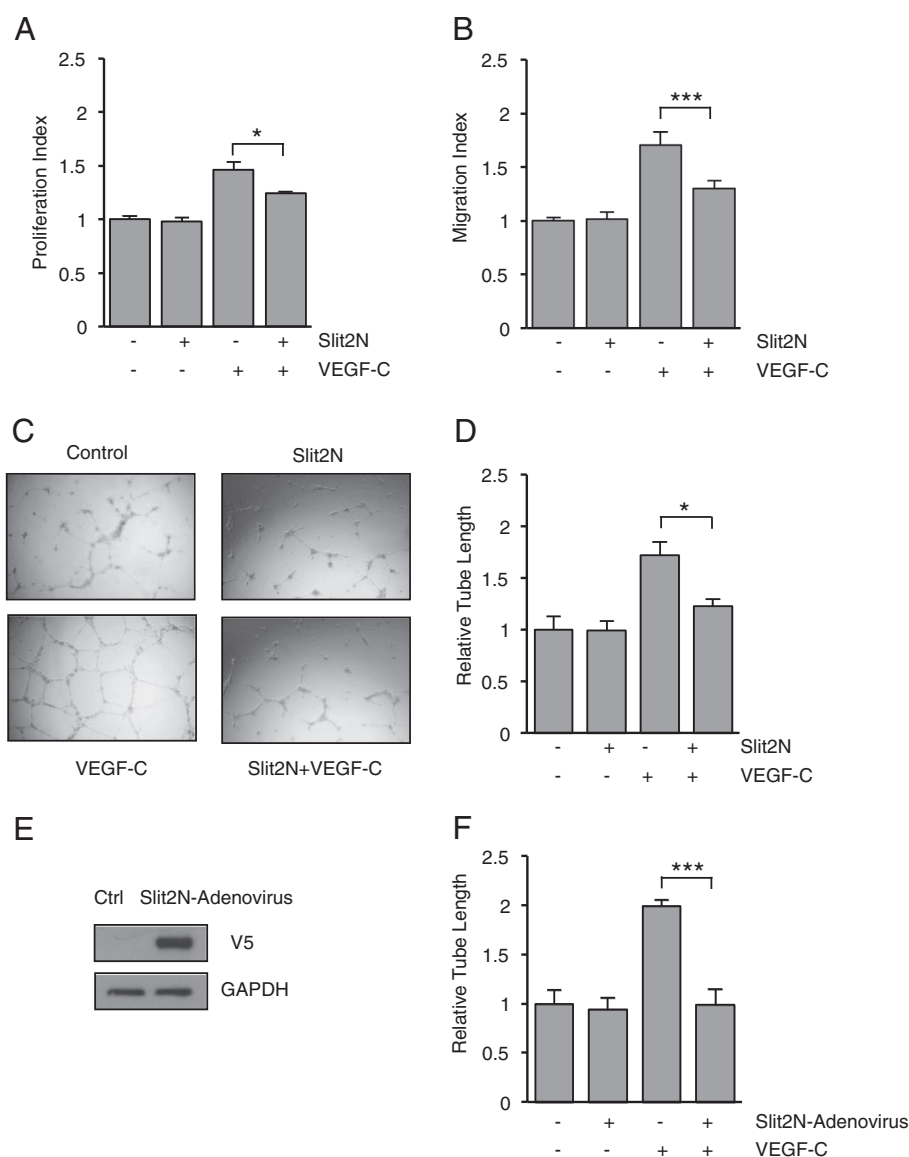 A
2.5
2
1.5
1
0.5
0
Proliferation Index
*
- + - + Slit2N
- - + + VEGF-C
B
2.5
2
1.5
1
0.5
0
Migration Index
***
- + - + Slit2N
- - + + VEGF-C
C
Control Slit2N
VEGF-C Slit2N+VEGF-C
D
2.5
2
1.5
1
0.5
0
Relative Tube Length
*
- + - + Slit2N
- - + + VEGF-C
E
Ctrl Slit2N-Adenovirus
V5
GAPDH
F
2.5
2
1.5
1
0.5
0
Relative Tube Length
***
- + - + Slit2N-Adenovirus
- - + + VEGF-C